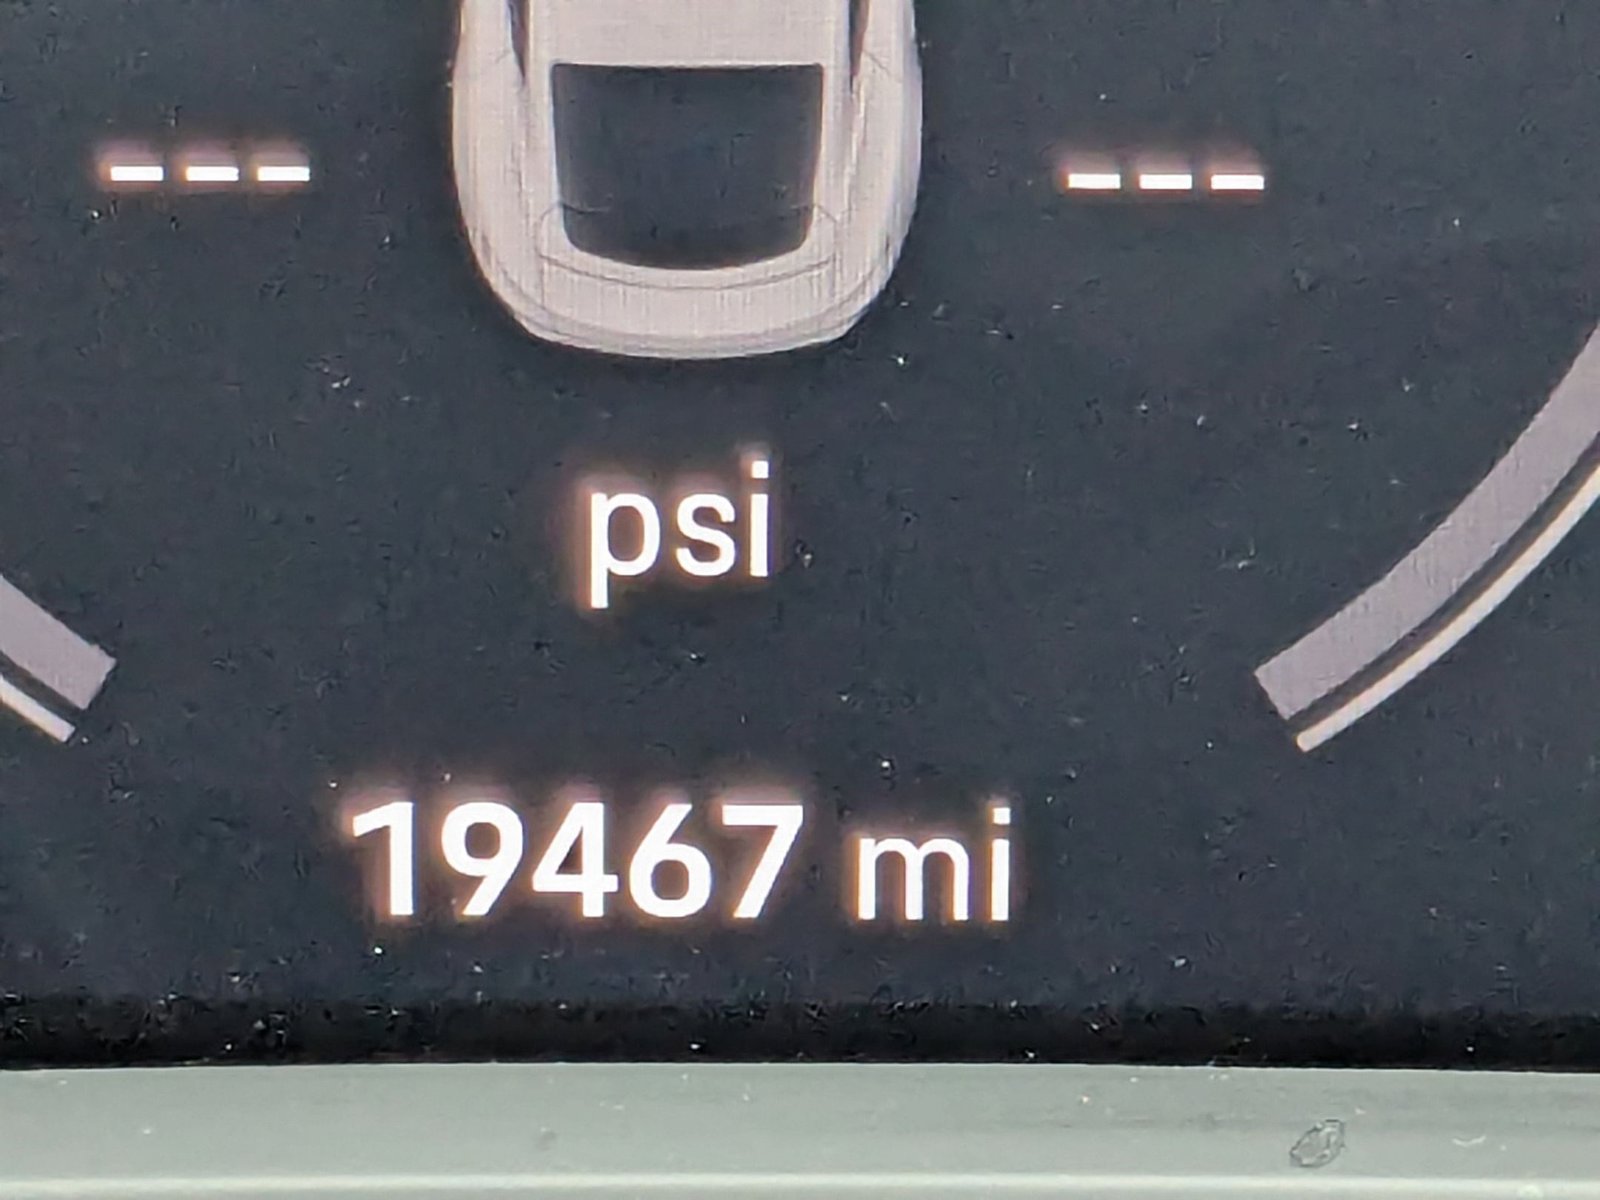 --- ---
psi
19467 mi